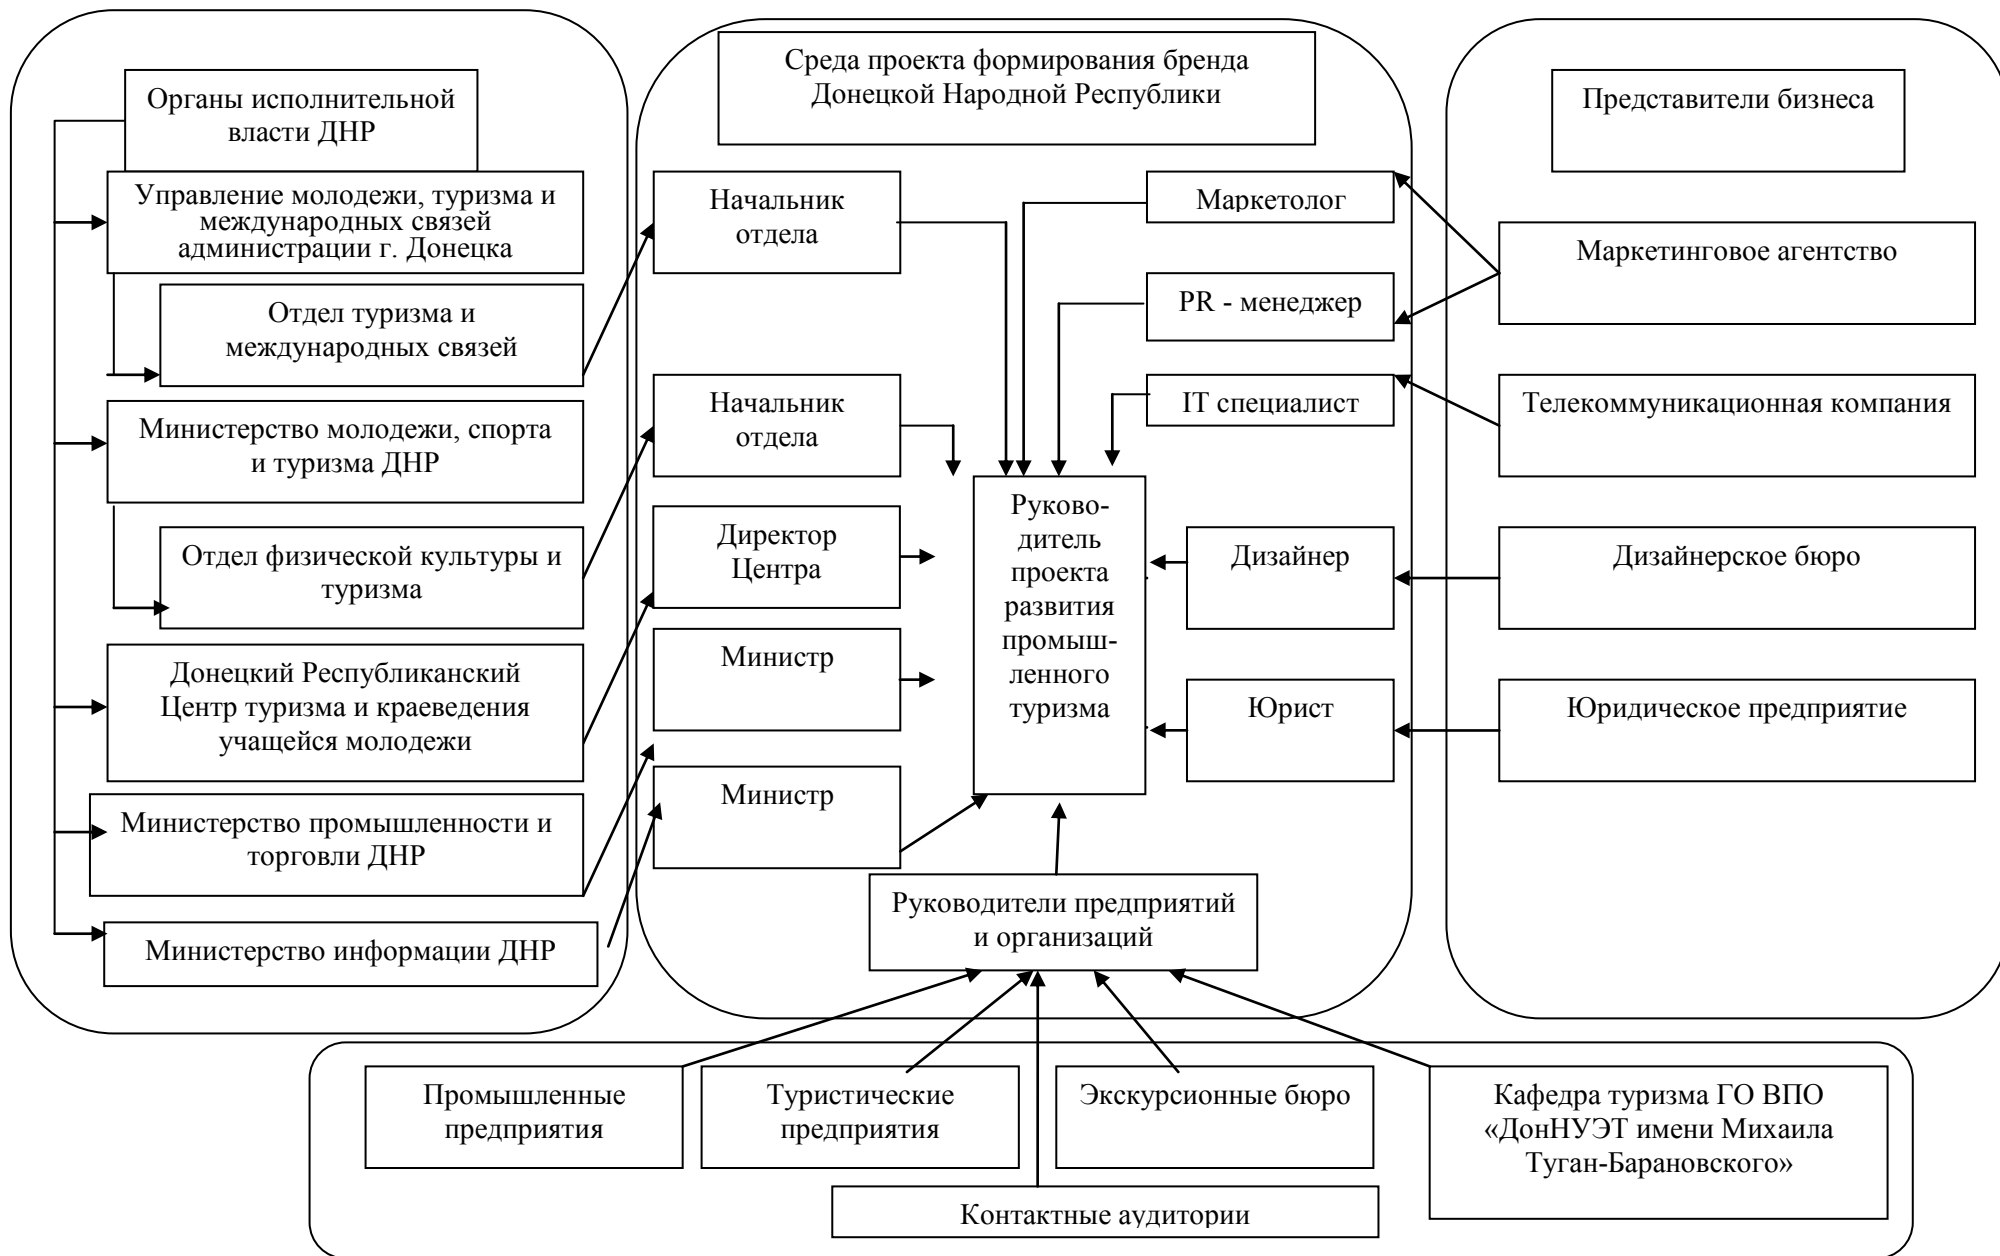 Органы исполнительной
власти ДНР
Управление молодежи, туризма и
международных связей
администрации г. Донецка
Отдел туризма и
международных связей
Министерство молодежи, спорта
и туризма ДНР
Отдел физической культуры и
туризма
Донецкий Республиканский
Центр туризма и краеведения
учащейся молодежи
Министерство промышленности и
торговли ДНР
Министерство информации ДНР
Среда проекта формирования бренда
Донецкой Народной Республики
Начальник
отдела
Начальник
отдела
Директор
Центра
Министр
Министр
Маркетолог
PR - менеджер
IT специалист
Руково-
дитель
проекта
развития
промыш-
ленного
туризма
Дизайнер
Юрист
Руководители предприятий
и организаций
Представители бизнеса
Маркетинговое агентство
Телекоммуникационная компания
Дизайнерское бюро
Юридическое предприятие
Промышленные
предприятия
Туристические
предприятия
Экскурсионные бюро
Кафедра туризма ГО ВПО
«ДонНУЭТ имени Михаила
Туган-Барановского»
Контактные аудитории